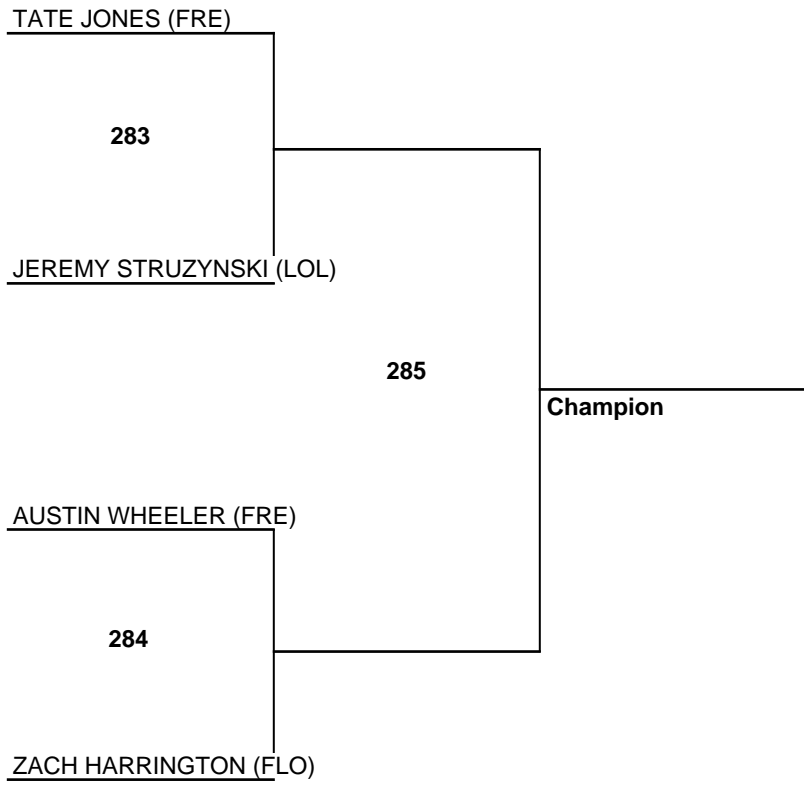 TATE JONES (FRE)
283
JEREMY STRUZYNSKI (LOL)
285
Champion
AUSTIN WHEELER (FRE)
284
ZACH HARRINGTON (FLO)